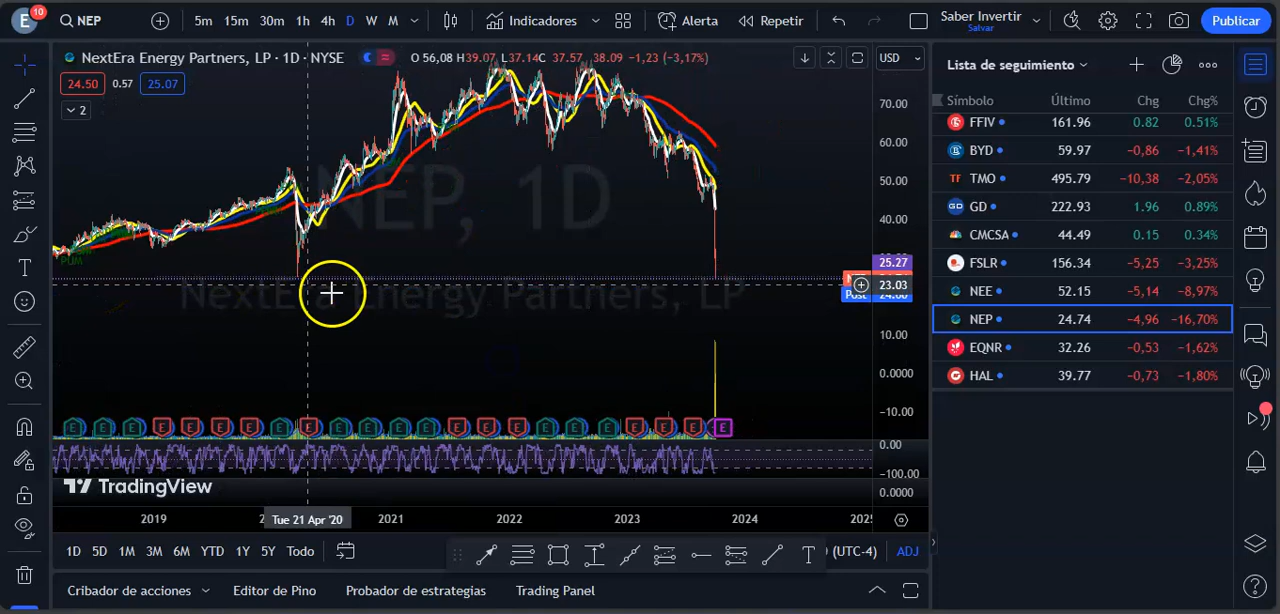 E 10 NEP 5m 15m 30m 1h 4h D W M Indicadores Alerta Repetir Saber Invertir Publicar
Salvar
NextEra Energy Partners, LP · 1D · NYSE O 56,08 H 39.07 L 37.14 C 37.57 38.09 −1,23 (−3,17%) USD
24.50 0.57 25.07
2
Lista de seguimiento
Símbolo Último Chg Chg%
FFIV 161.96 0.82 0.51%
BYD 59.97 −0,86 −1,41%
TMO 495.79 −10,38 −2,05%
GD 222.93 1.96 0.89%
CMCSA 44.49 0.15 0.34%
FSLR 156.34 −5,25 −3,25%
NEE 52.15 −5,14 −8,97%
NEP 24.74 −4,96 −16,70%
EQNR 32.26 −0,53 −1,62%
HAL 39.77 −0,73 −1,80%
NEP, 1D
NextEra Energy Partners, LP
70.00
60.00
50.00
40.00
25.27
23.03
Post 24.60
10.00
0.0000
−10.00
0.00
−100.00
0.0000
E E E E E E E E E E E E E E E E E E E E E E E
TradingView
2019 Tue 21 Apr '20 2021 2022 2023 2024 2025
1D 5D 1M 3M 6M YTD 1Y 5Y Todo (UTC-4) ADJ
Cribador de acciones Editor de Pino Probador de estrategias Trading Panel